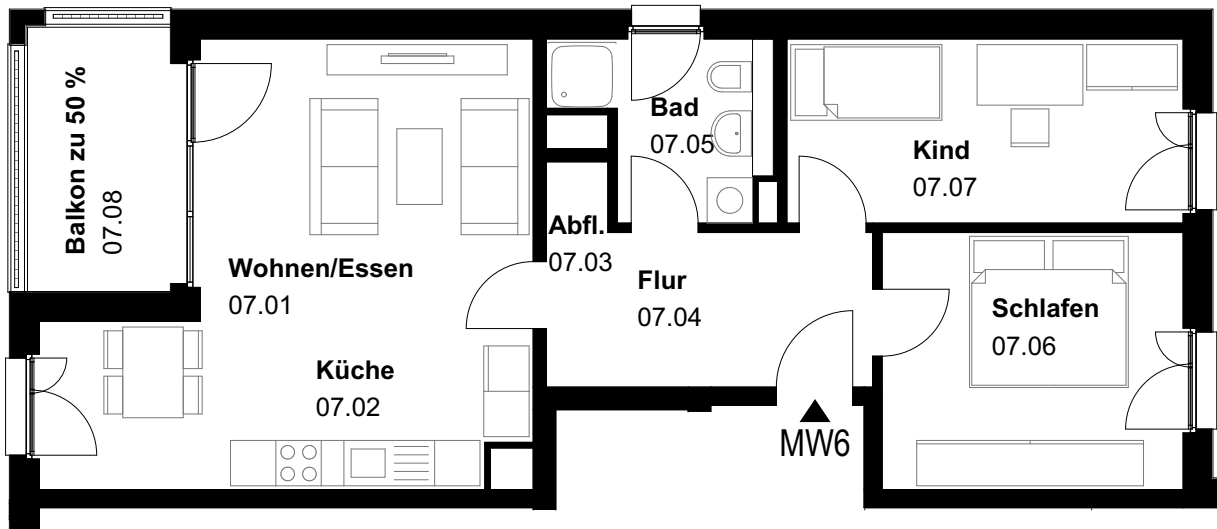 Balkon zu 50 %
07.08
Wohnen/Essen
07.01
Küche
07.02
Abfl.
07.03
Flur
07.04
Bad
07.05
Kind
07.07
Schlafen
07.06
MW6